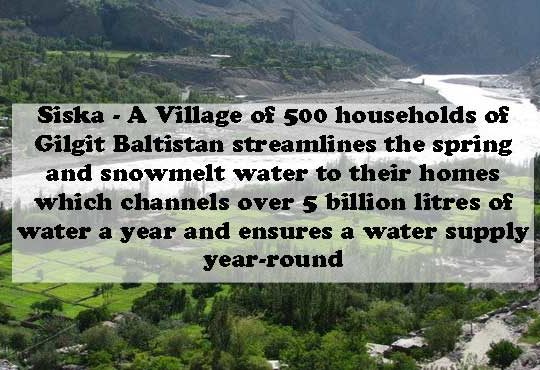 Siska - A Village of 500 households of
Gilgit Baltistan streamlines the spring
and snowmelt water to their homes
which channels over 5 billion litres of
water a year and ensures a water supply
year-round